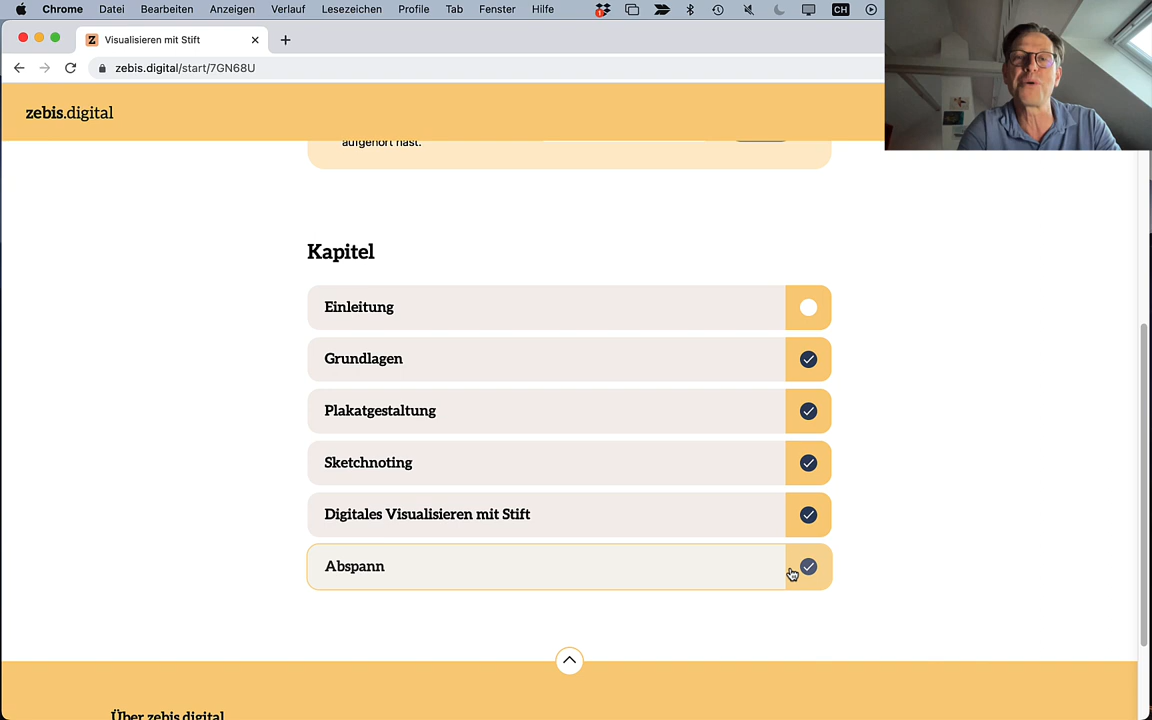 Chrome Datei Bearbeiten Anzeigen Verlauf Lesezeichen Profile Tab Fenster Hilfe 1 CH
Z Visualisieren mit Stift
zebis.digital/start/7GN68U
zebis.digital
aufgehört hast.
Kapitel
Einleitung
Grundlagen
Plakatgestaltung
Sketchnoting
Digitales Visualisieren mit Stift
Abspann
Über zebis.digital